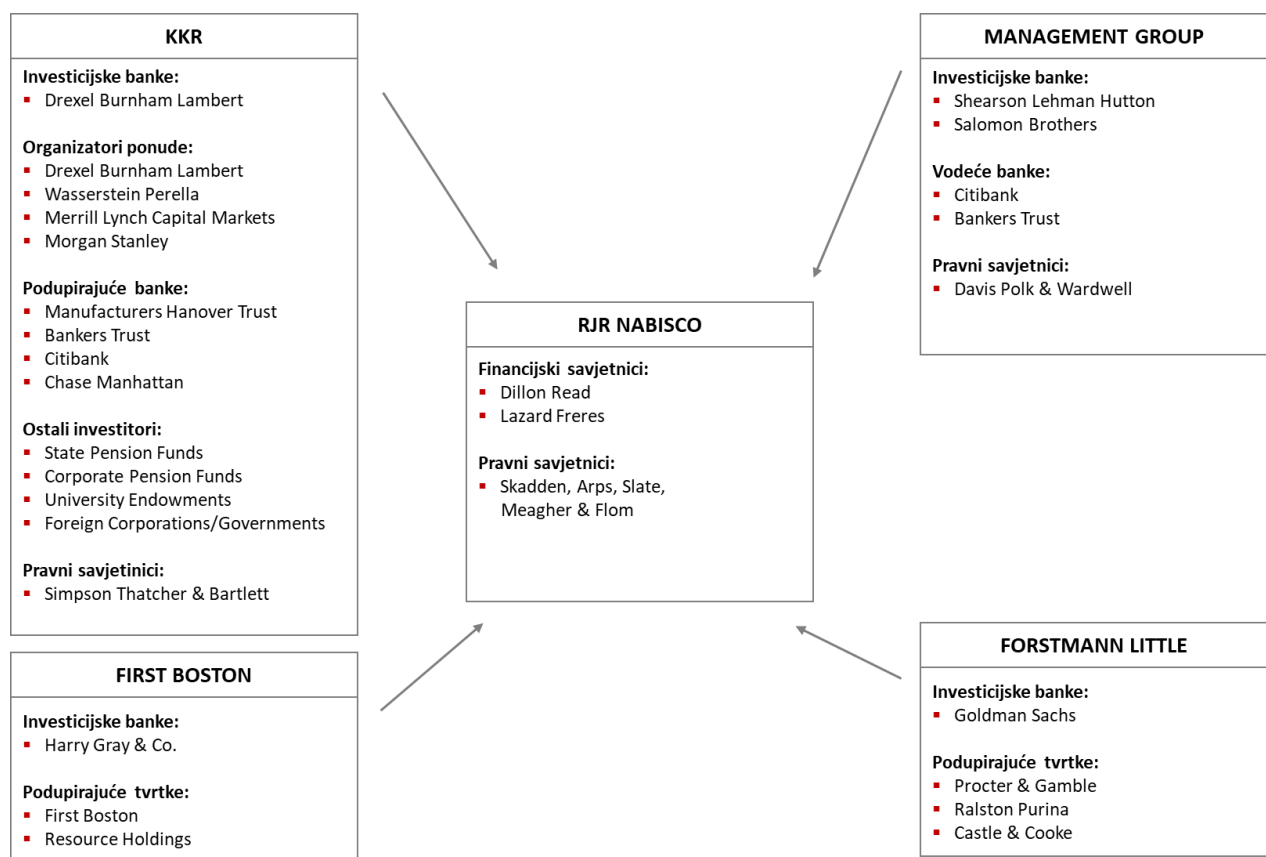 KKR
Investicijske banke:
Drexel Burnham Lambert
Organizatori ponude:
Drexel Burnham Lambert
Wasserstein Perella
Merrill Lynch Capital Markets
Morgan Stanley
Podupirajuće banke:
Manufacturers Hanover Trust
Bankers Trust
Citibank
Chase Manhattan
Ostali investitori:
State Pension Funds
Corporate Pension Funds
University Endowments
Foreign Corporations/Governments
Pravni savjetinici:
Simpson Thatcher & Bartlett
MANAGEMENT GROUP
Investicijske banke:
Shearson Lehman Hutton
Salomon Brothers
Vodeće banke:
Citibank
Bankers Trust
Pravni savjetnici:
Davis Polk & Wardwell
RJR NABISCO
Financijski savjetnici:
Dillon Read
Lazard Freres
Pravni savjetnici:
Skadden, Arps, Slate,
Meagher & Flom
FIRST BOSTON
Investicijske banke:
Harry Gray & Co.
Podupirajuće tvrtke:
First Boston
Resource Holdings
FORSTMANN LITTLE
Investicijske banke:
Goldman Sachs
Podupirajuće tvrtke:
Procter & Gamble
Ralston Purina
Castle & Cooke